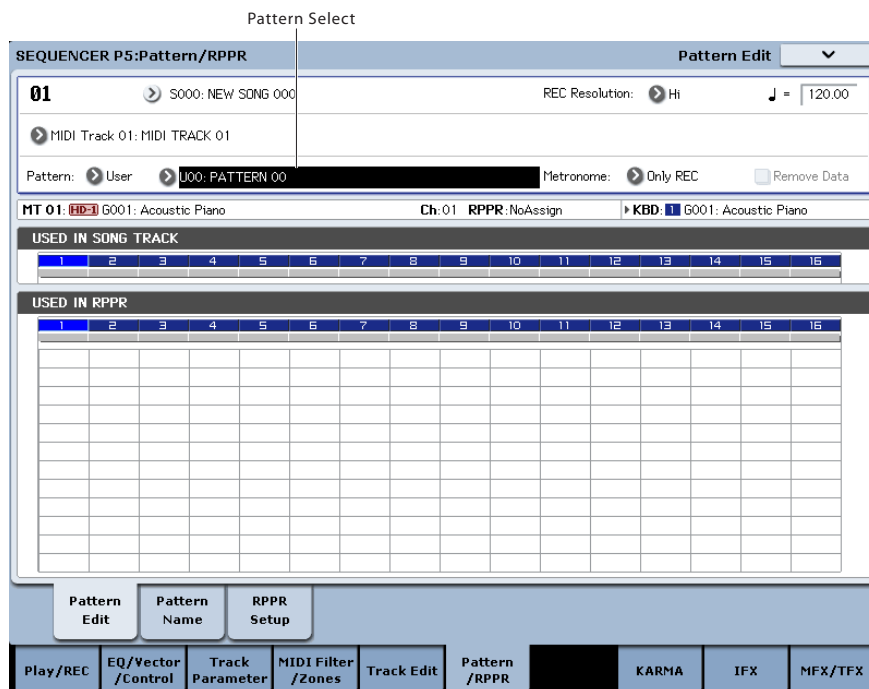 Pattern Select
SEQUENCER P5:Pattern/RPPR Pattern Edit
01 S000: NEW SONG 000 REC Resolution: Hi ♩ = 120.00
MIDI Track 01: MIDI TRACK 01
Pattern: User U00: PATTERN 00 Metronome: Only REC Remove Data
MT 01: HD-1 G001: Acoustic Piano Ch:01 RPPR:NoAssign KBD: 1 G001: Acoustic Piano
USED IN SONG TRACK
1 2 3 4 5 6 7 8 9 10 11 12 13 14 15 16
USED IN RPPR
1 2 3 4 5 6 7 8 9 10 11 12 13 14 15 16
Pattern Edit
Pattern Name
RPPR Setup
Play/REC
EQ/Vector /Control
Track Parameter
MIDI Filter /Zones
Track Edit
Pattern /RPPR
KARMA
IFX
MFX/TFX